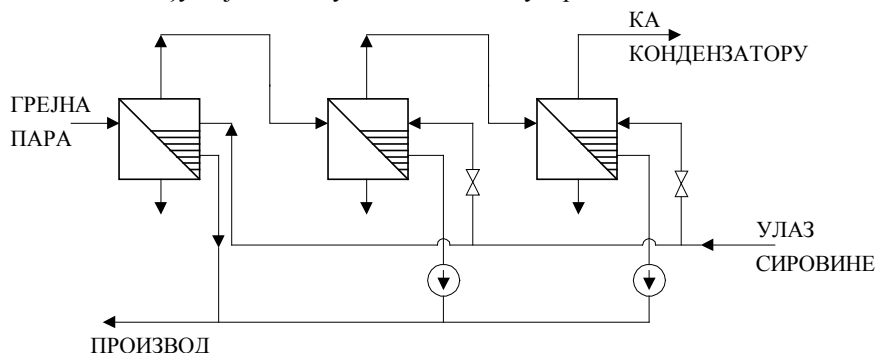 КА
КОНДЕНЗАТОРУ
ГРЕЈНА
ПАРА
УЛАЗ
СИРОВИНЕ
ПРОИЗВОД